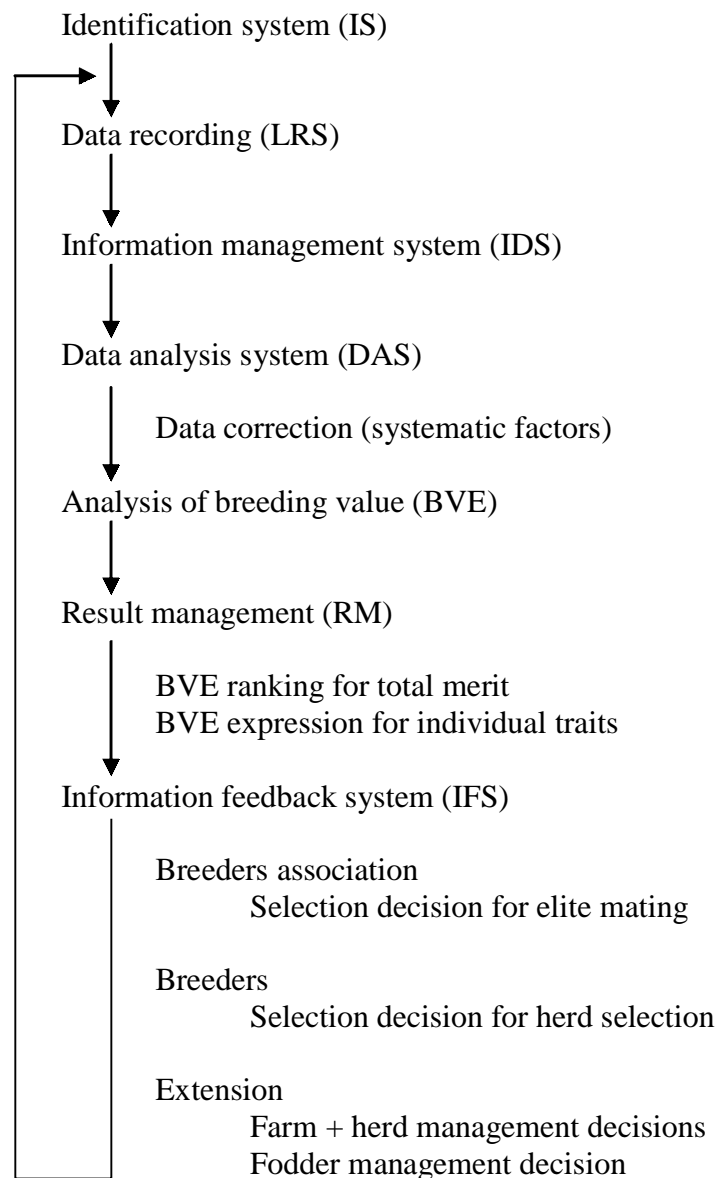 Identification system (IS)
Data recording (LRS)
Information management system (IDS)
Data analysis system (DAS)
Data correction (systematic factors)
Analysis of breeding value (BVE)
Result management (RM)
BVE ranking for total merit
BVE expression for individual traits
Information feedback system (IFS)
Breeders association
Selection decision for elite mating
Breeders
Selection decision for herd selection
Extension
Farm + herd management decisions
Fodder management decision